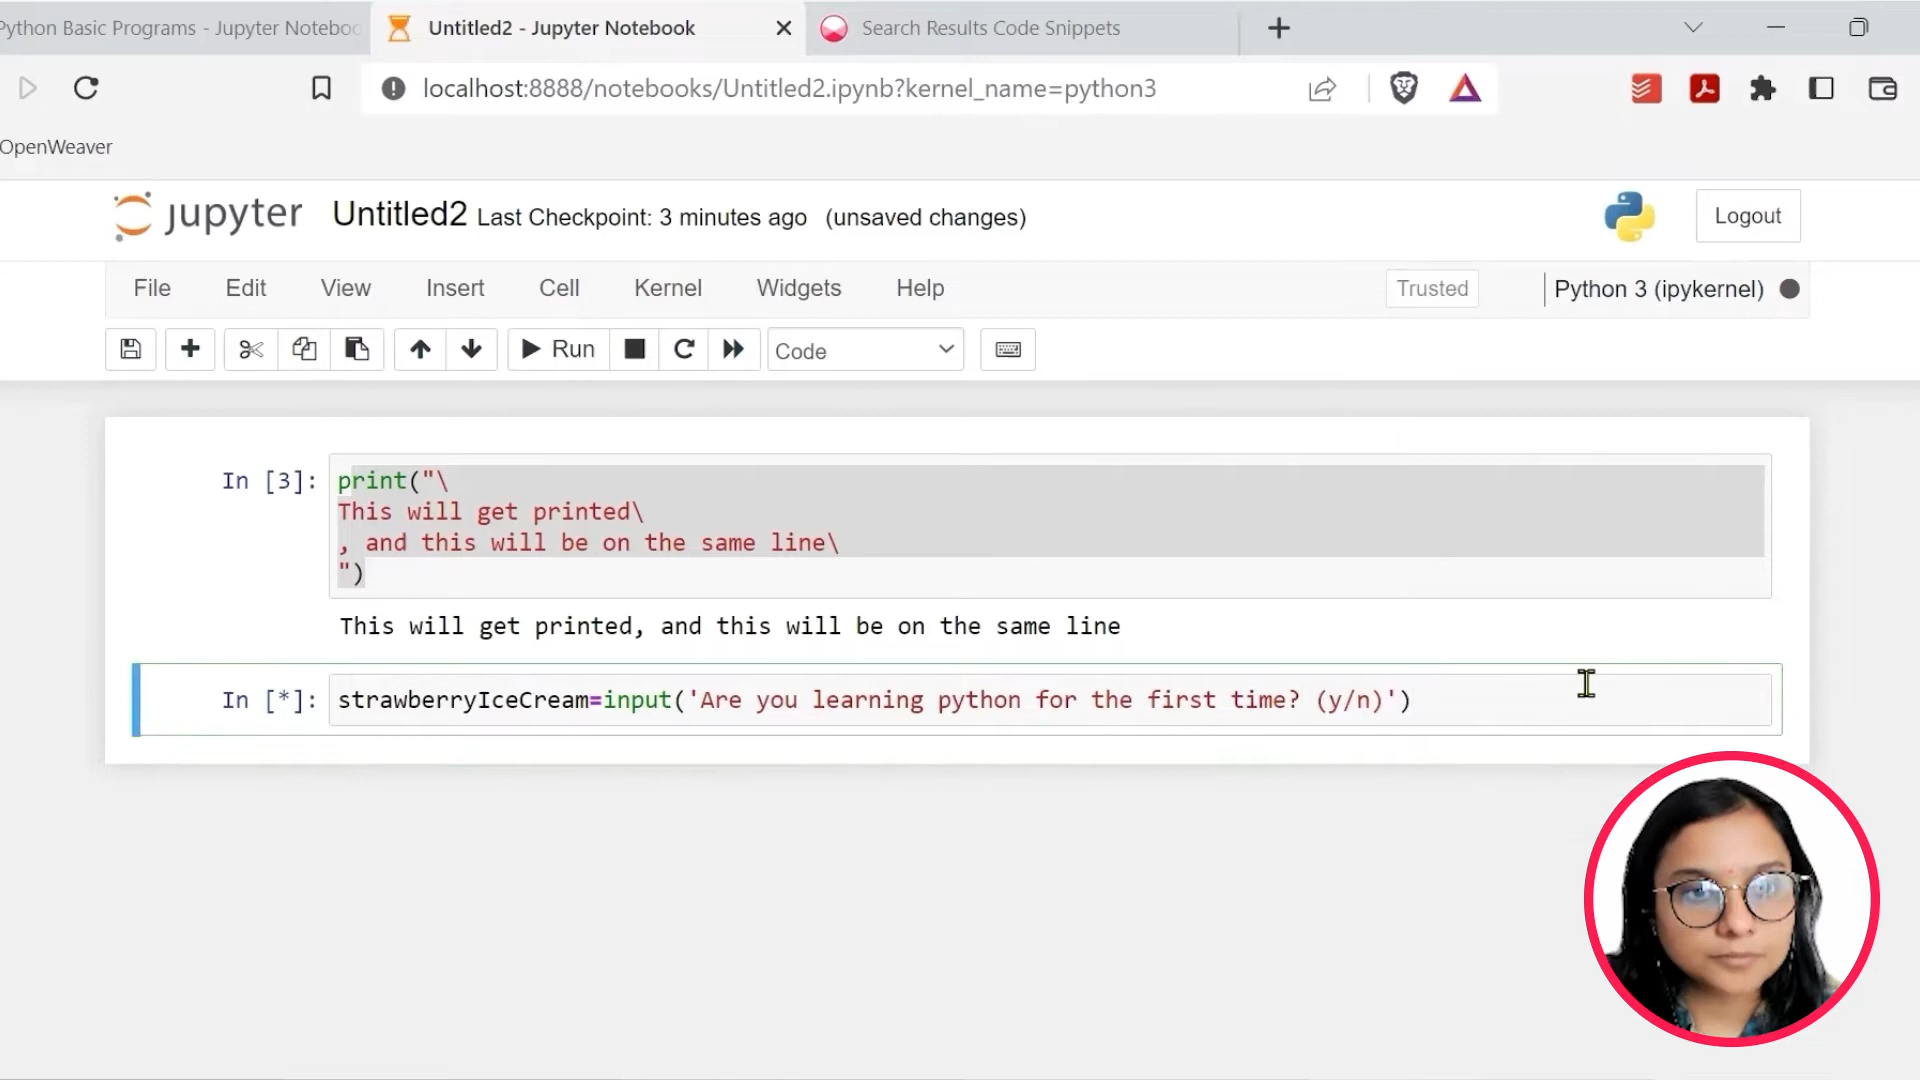 Python Basic Programs - Jupyter Noteboo
Untitled2 - Jupyter Notebook
Search Results Code Snippets
localhost:8888/notebooks/Untitled2.ipynb?kernel_name=python3
OpenWeaver
jupyter Untitled2 Last Checkpoint: 3 minutes ago (unsaved changes)
Logout
File Edit View Insert Cell Kernel Widgets Help
Trusted
Python 3 (ipykernel)
Run
Code
In [3]: print("\
This will get printed\
, and this will be on the same line\
")
This will get printed, and this will be on the same line
In [*]: strawberryIceCream=input('Are you learning python for the first time? (y/n)')